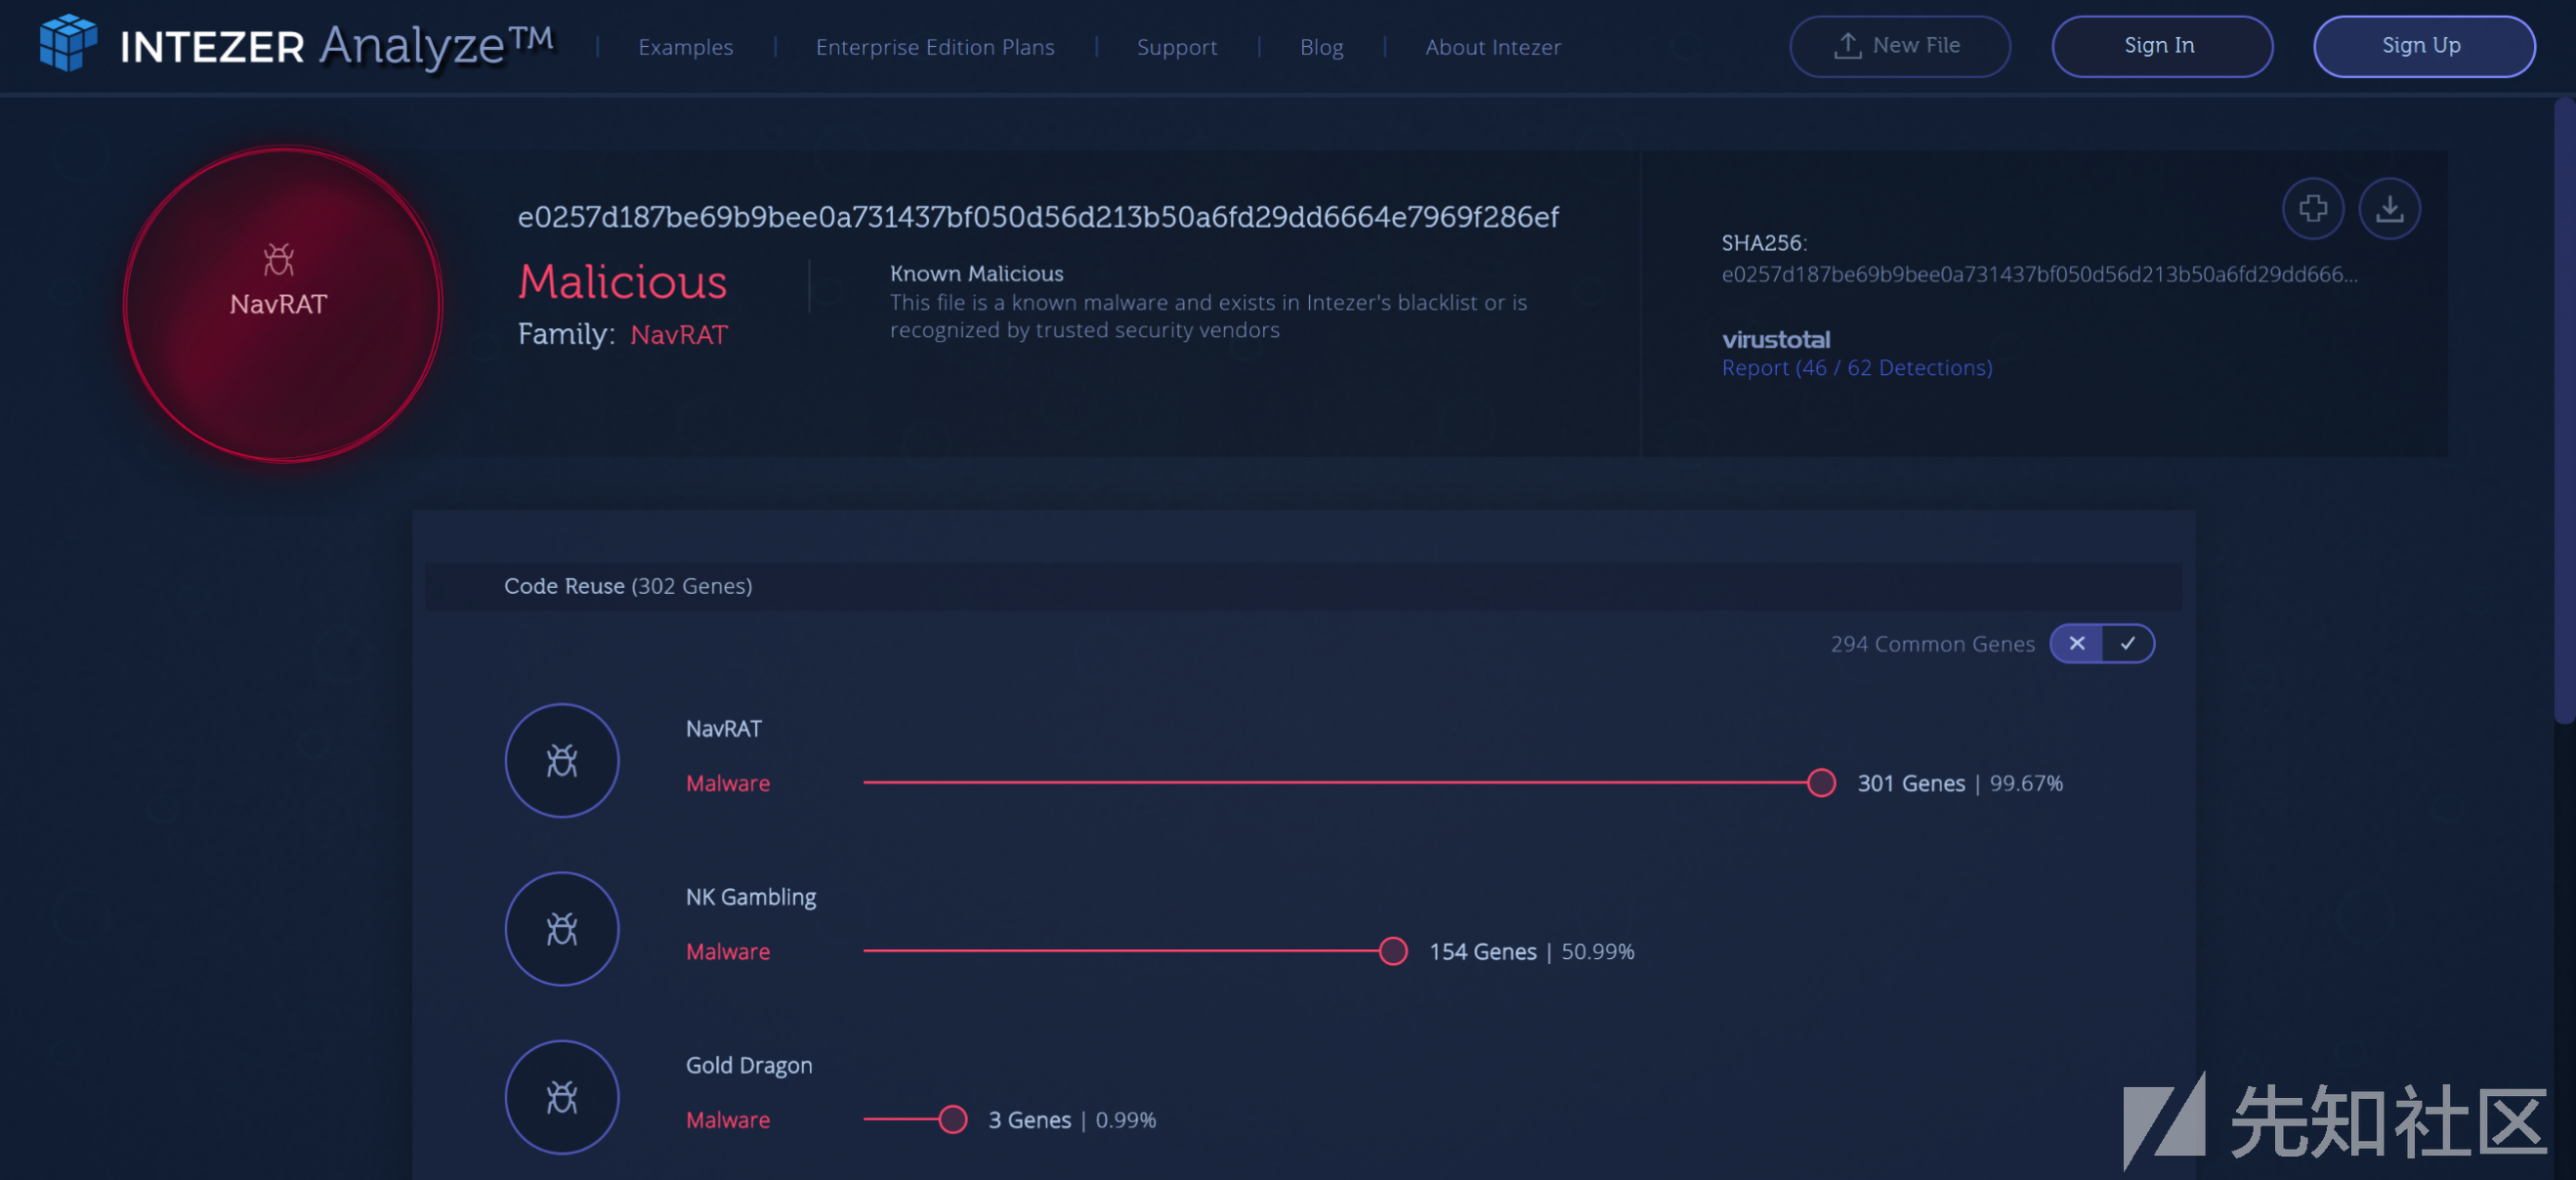 INTEZER Analyze™
Examples
Enterprise Edition Plans
Support
Blog
About Intezer
New File
Sign In
Sign Up
NavRAT
e0257d187be69b9bee0a731437bf050d56d213b50a6fd29dd6664e7969f286ef
Malicious
Family: NavRAT
Known Malicious
This file is a known malware and exists in Intezer's blacklist or is
recognized by trusted security vendors
SHA256:
e0257d187be69b9bee0a731437bf050d56d213b50a6fd29dd666...
virustotal
Report (46 / 62 Detections)
Code Reuse (302 Genes)
294 Common Genes
NavRAT
Malware
301 Genes | 99.67%
NK Gambling
Malware
154 Genes | 50.99%
Gold Dragon
Malware
3 Genes | 0.99%
先知社区